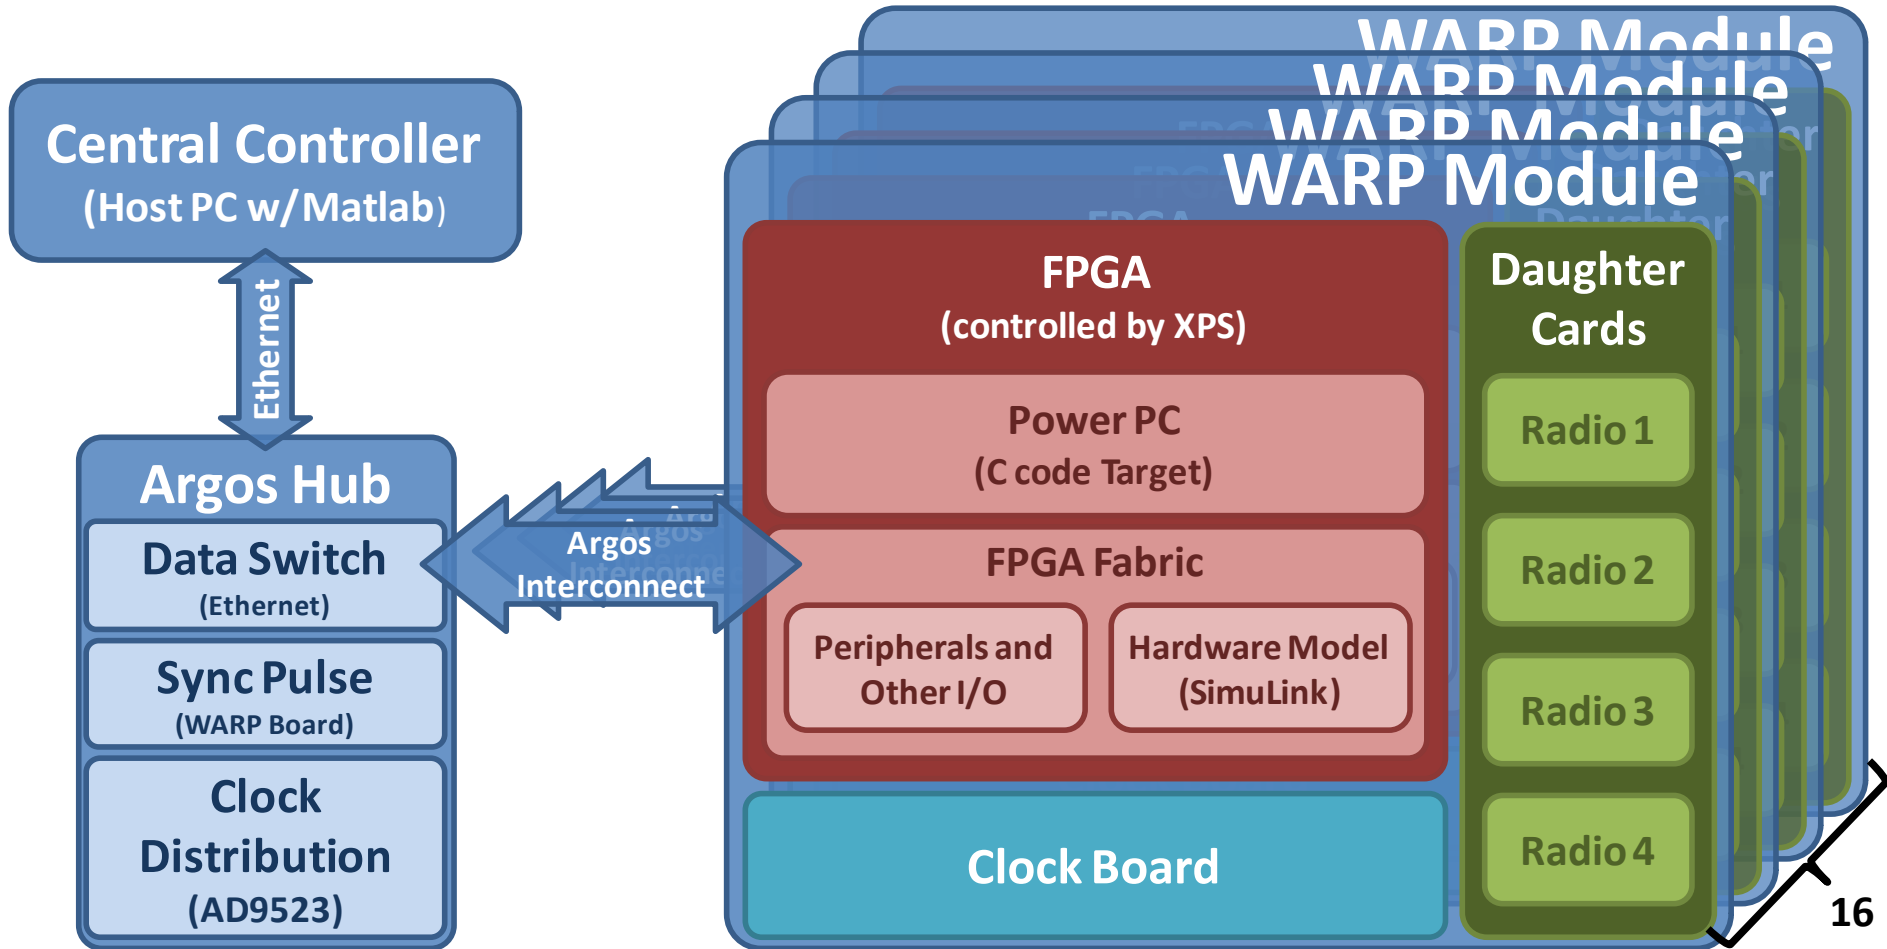 Central Controller
(Host PC w/Matlab)
Ethernet
Argos Hub
Data Switch
(Ethernet)
Sync Pulse
(WARP Board)
Clock
Distribution
(AD9523)
Argos
Interconnect
WARP Module
WARP Module
WARP Module
WARP Module
FPGA
(controlled by XPS)
Power PC
(C code Target)
FPGA Fabric
Peripherals and
Other I/O
Hardware Model
(SimuLink)
Clock Board
Daughter
Cards
Radio 1
Radio 2
Radio 3
Radio 4
16